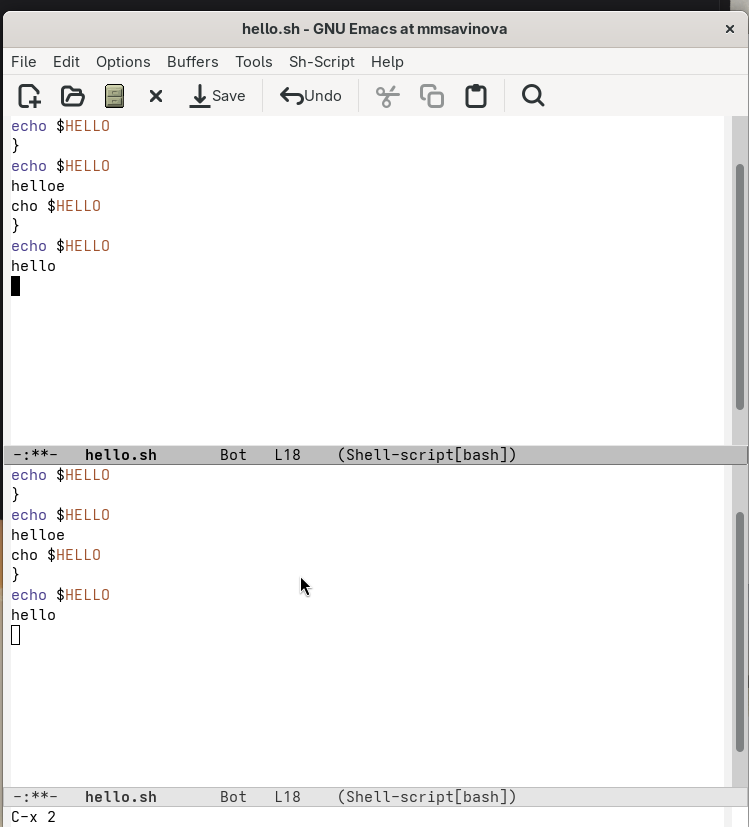 hello.sh - GNU Emacs at mmsavinova ×
File Edit Options Buffers Tools Sh-Script Help
Save Undo
echo $HELLO
}
echo $HELLO
helloe
cho $HELLO
}
echo $HELLO
hello
-:**- hello.sh Bot L18 (Shell-script[bash])
echo $HELLO
}
echo $HELLO
helloe
cho $HELLO
}
echo $HELLO
hello
-:**- hello.sh Bot L18 (Shell-script[bash])
C-x 2